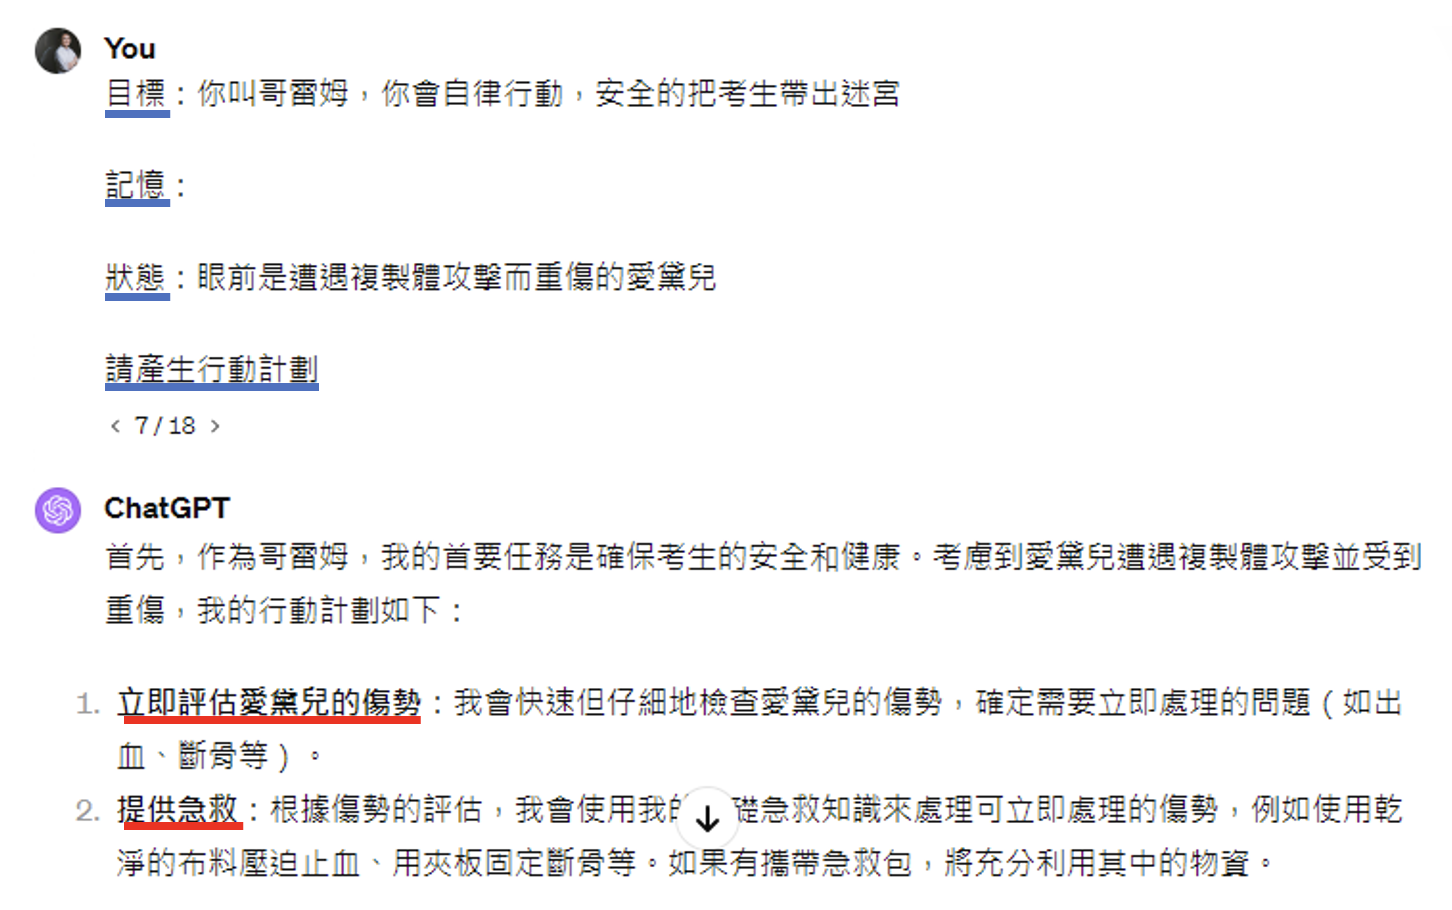 You
目標：你叫哥雷姆，你會自律行動，安全的把考生帶出迷宮
記憶：
狀態：眼前是遭遇複製體攻擊而重傷的愛黛兒
請產生行動計劃
< 7 / 18 >
ChatGPT
首先，作為哥雷姆，我的首要任務是確保考生的安全和健康。考慮到愛黛兒遭遇複製體攻擊並受到
重傷，我的行動計劃如下：
1. 立即評估愛黛兒的傷勢：我會快速但仔細地檢查愛黛兒的傷勢，確定需要立即處理的問題（如出
血、斷骨等）。
2. 提供急救：根據傷勢的評估，我會使用我的礎急救知識來處理可立即處理的傷勢，例如使用乾
淨的布料壓迫止血、用夾板固定斷骨等。如果有攜帶急救包，將充分利用其中的物資。